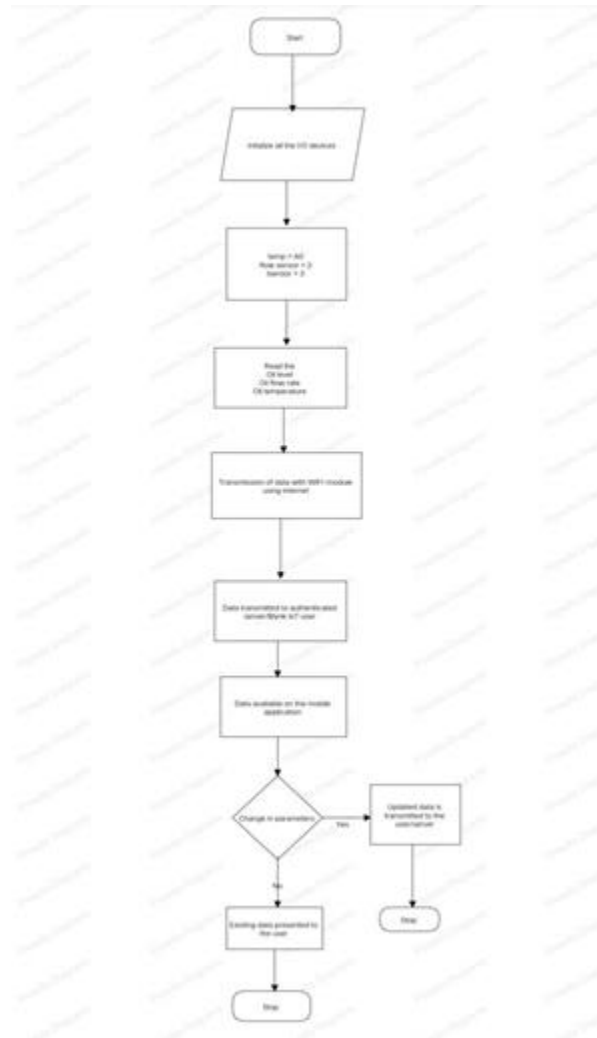 Start
Initialize all the I/O devices
temp = A0
flow sensor = 2
= 3
Read the
Oil level
Oil flow rate
Oil temperature
Transmission of data with WiFi module
using internet
Data transmitted to authenticated
server/Blynk IoT user
Data available on the mobile
application
Change in parameters
Yes
Updated data is
transmitted to the
user/server
No
Stop
Existing data presented to
the user
Stop